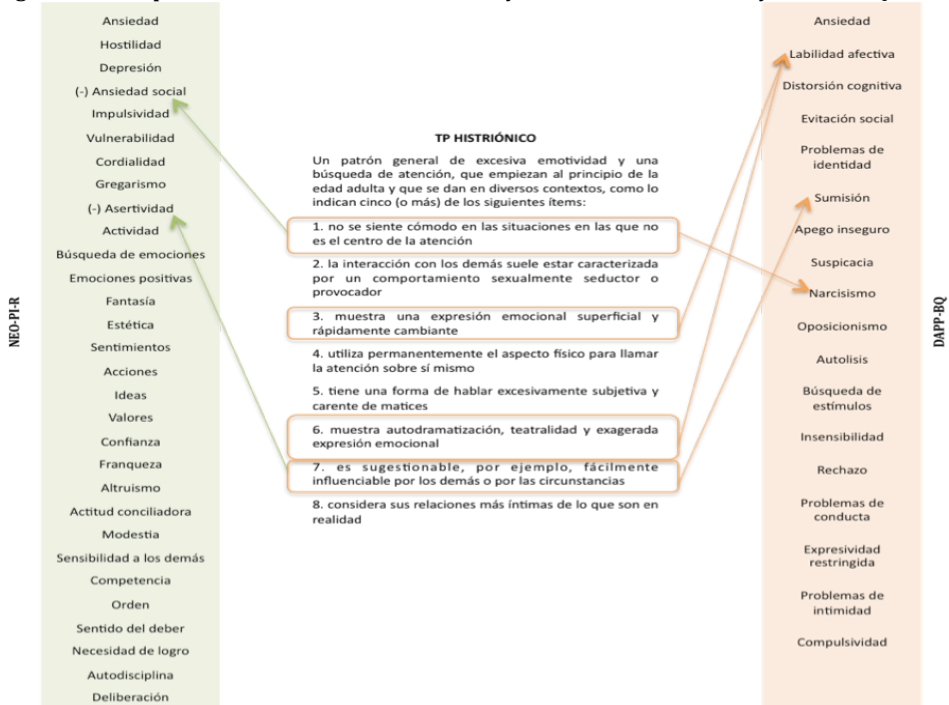 NEO-PI-R
Ansiedad
Hostilidad
Depresión
(-) Ansiedad social
Impulsividad
Vulnerabilidad
Cordialidad
Gregarismo
(-) Asertividad
Actividad
Búsqueda de emociones
Emociones positivas
Fantasía
Estética
Sentimientos
Acciones
Ideas
Valores
Confianza
Franqueza
Altruismo
Actitud conciliadora
Modestia
Sensibilidad a los demás
Competencia
Orden
Sentido del deber
Necesidad de logro
Autodisciplina
Deliberación
TP HISTRIÓNICO
Un patrón general de excesiva emotividad y una
búsqueda de atención, que empiezan al principio de la
edad adulta y que se dan en diversos contextos, como lo
indican cinco (o más) de los siguientes ítems:
1. no se siente cómodo en las situaciones en las que no
es el centro de la atención
2. la interacción con los demás suele estar caracterizada
por un comportamiento sexualmente seductor o
provocador
3. muestra una expresión emocional superficial y
rápidamente cambiante
4. utiliza permanentemente el aspecto físico para llamar
la atención sobre sí mismo
5. tiene una forma de hablar excesivamente subjetiva y
carente de matices
6. muestra autodramatización, teatralidad y exagerada
expresión emocional
7. es sugestionable, por ejemplo, fácilmente
influenciable por los demás o por las circunstancias
8. considera sus relaciones más íntimas de lo que son en
realidad
Ansiedad
Labilidad afectiva
Distorsión cognitiva
Evitación social
Problemas de
identidad
Sumisión
Apego inseguro
Suspicacia
Narcisismo
Oposicionismo
Autolisis
Búsqueda de
estímulos
Insensibilidad
Rechazo
Problemas de
conducta
Expresividad
restringida
Problemas de
intimidad
Compulsividad
DAPP-BQ